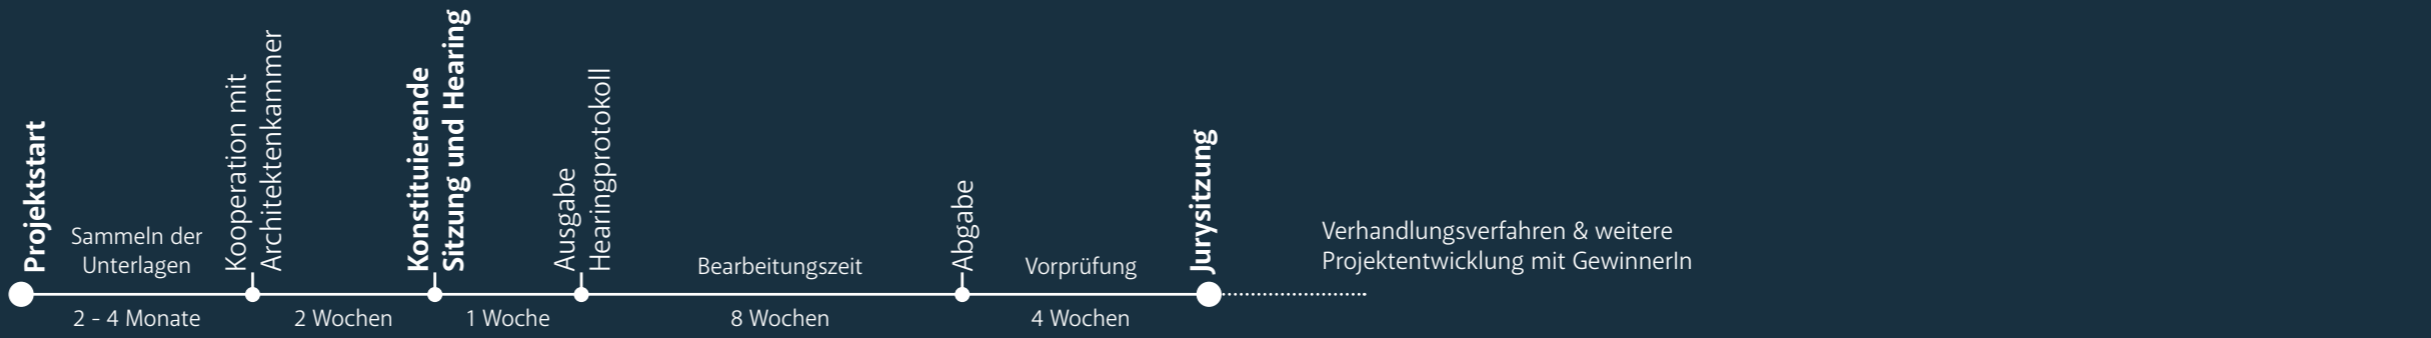 Projektstart
Sammeln der
Unterlagen
2 - 4 Monate
Kooperation mit
Architektenkammer
2 Wochen
Konstituierende
Sitzung und Hearing
1 Woche
Ausgabe
Hearingprotokoll
Bearbeitungszeit
8 Wochen
Abgabe
Vorprüfung
4 Wochen
Jurysitzung
Verhandlungsverfahren & weitere
Projektentwicklung mit GewinnerIn